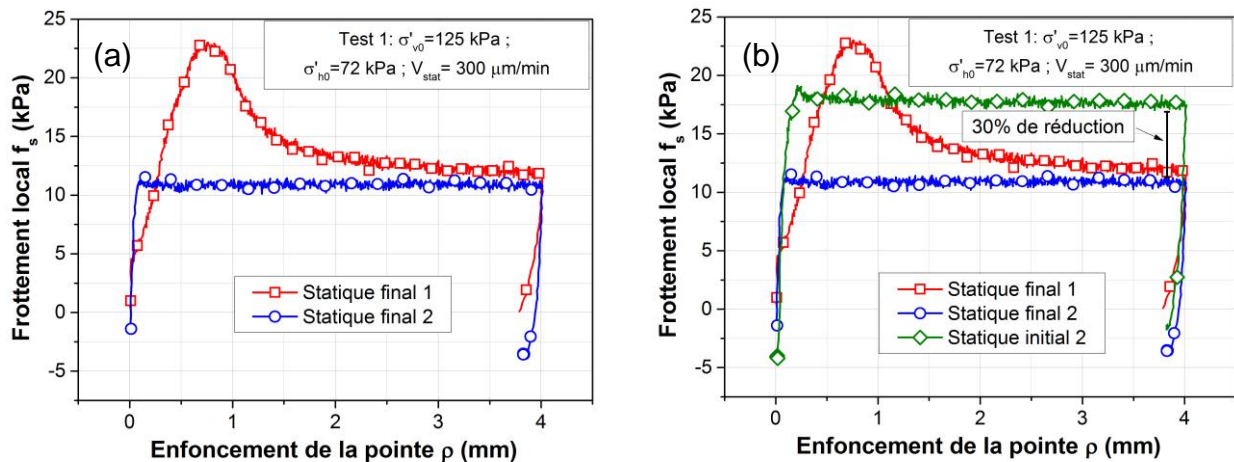 (a)
Test 1: σ'v0=125 kPa ;
σ'h0=72 kPa ; Vstat= 300 μm/min
Frottement local fs (kPa)
25
20
15
10
5
0
-5
Statique final 1
Statique final 2
0 1 2 3 4
Enfoncement de la pointe ρ (mm)
(b)
Test 1: σ'v0=125 kPa ;
σ'h0=72 kPa ; Vstat= 300 μm/min
30% de réduction
Frottement local fs (kPa)
25
20
15
10
5
0
-5
Statique final 1
Statique final 2
Statique initial 2
0 1 2 3 4
Enfoncement de la pointe ρ (mm)